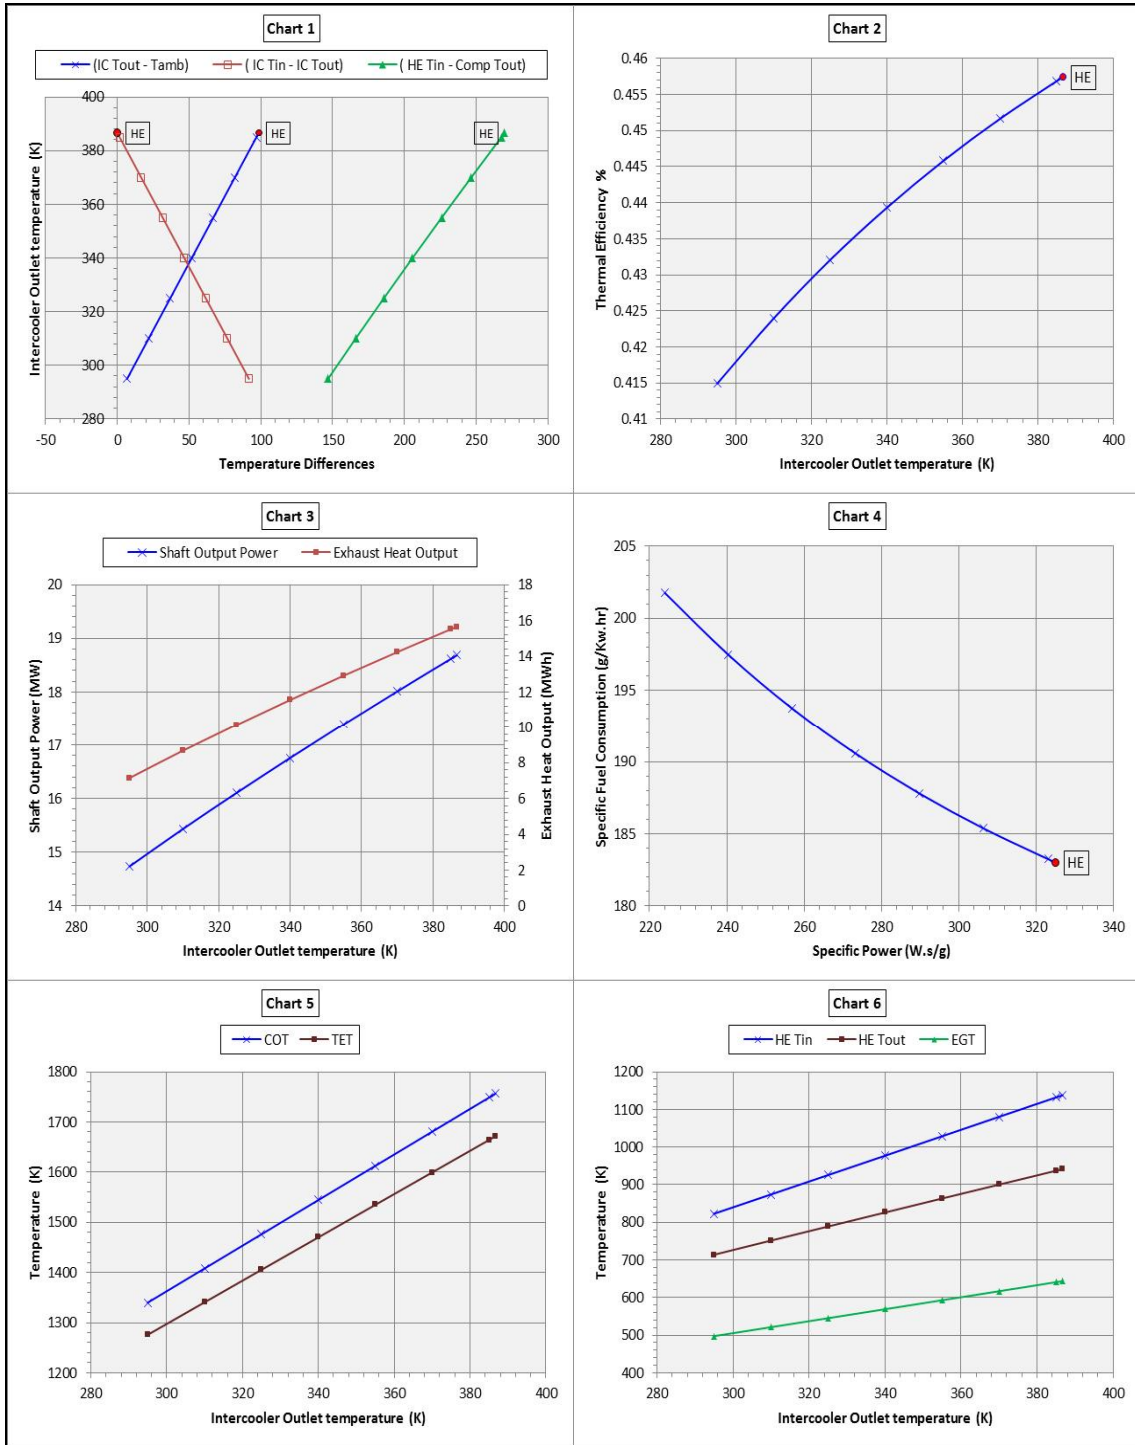 Chart 1
(IC Tout - Tamb) ( IC Tin - IC Tout) ( HE Tin - Comp Tout)
Intercooler Outlet temperature (K)
400
380
360
340
320
300
280
HE HE HE
-50 0 50 100 150 200 250 300
Temperature Differences
Chart 2
Thermal Efficiency %
0.46
0.455
0.45
0.445
0.44
0.435
0.43
0.425
0.42
0.415
0.41
HE
280 300 320 340 360 380 400
Intercooler Outlet temperature (K)
Chart 3
Shaft Output Power Exhaust Heat Output
Shaft Output Power (MW)
20
19
18
17
16
15
14
18
16
14
12
10
8
6
4
2
0
Exhaust Heat Output (MWh)
280 300 320 340 360 380 400
Intercooler Outlet temperature (K)
Chart 4
Specific Fuel Consumption (g/Kw.hr)
205
200
195
190
185
180
HE
220 240 260 280 300 320 340
Specific Power (W.s/g)
Chart 5
COT TET
Temperature (K)
1800
1700
1600
1500
1400
1300
1200
280 300 320 340 360 380 400
Intercooler Outlet temperature (K)
Chart 6
HE Tin HE Tout EGT
Temperature (K)
1200
1100
1000
900
800
700
600
500
400
280 300 320 340 360 380 400
Intercooler Outlet temperature (K)